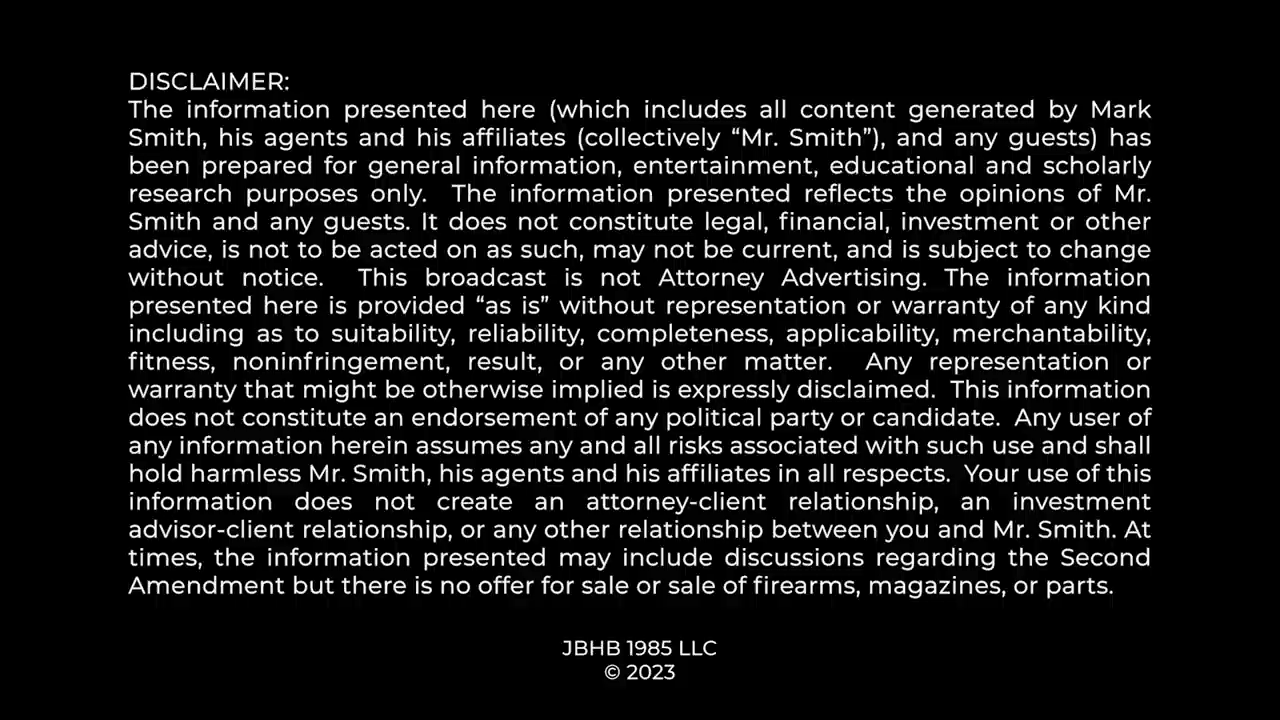 DISCLAIMER:
The information presented here (which includes all content generated by Mark
Smith, his agents and his affiliates (collectively “Mr. Smith”), and any guests) has
been prepared for general information, entertainment, educational and scholarly
research purposes only.  The information presented reflects the opinions of Mr.
Smith and any guests. It does not constitute legal, financial, investment or other
advice, is not to be acted on as such, may not be current, and is subject to change
without notice.  This broadcast is not Attorney Advertising. The information
presented here is provided “as is” without representation or warranty of any kind
including as to suitability, reliability, completeness, applicability, merchantability,
fitness, noninfringement, result, or any other matter.  Any representation or
warranty that might be otherwise implied is expressly disclaimed.  This information
does not constitute an endorsement of any political party or candidate.  Any user of
any information herein assumes any and all risks associated with such use and shall
hold harmless Mr. Smith, his agents and his affiliates in all respects.  Your use of this
information does not create an attorney-client relationship, an investment
advisor-client relationship, or any other relationship between you and Mr. Smith. At
times, the information presented may include discussions regarding the Second
Amendment but there is no offer for sale or sale of firearms, magazines, or parts.
JBHB 1985 LLC
© 2023